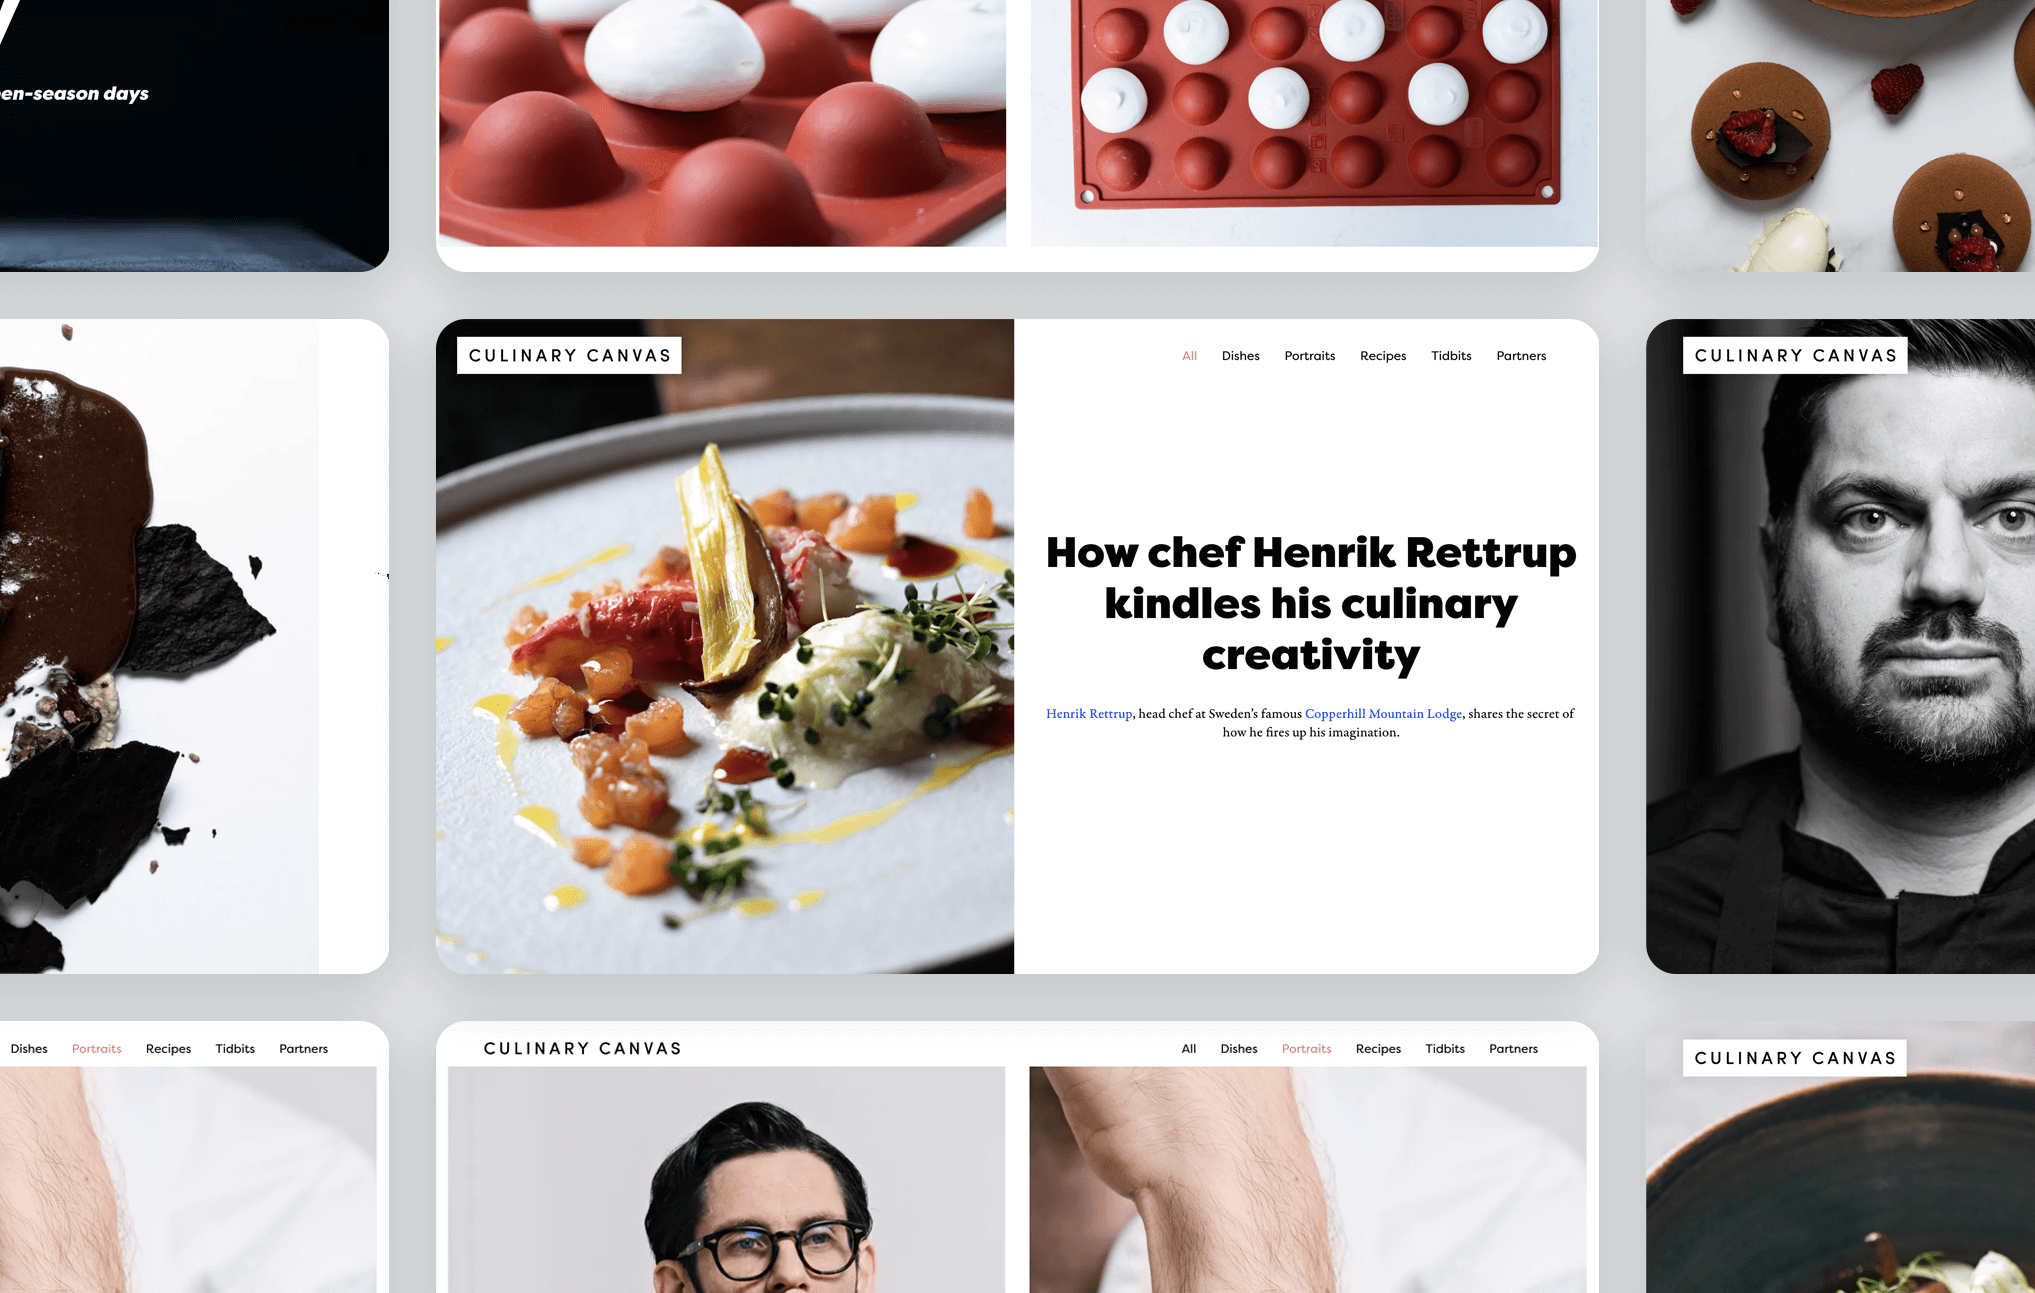 en-season days
CULINARY CANVAS
All Dishes Portraits Recipes Tidbits Partners
How chef Henrik Rettrup
kindles his culinary
creativity
Henrik Rettrup, head chef at Sweden’s famous Copperhill Mountain Lodge, shares the secret of
how he fires up his imagination.
CULINARY CANVAS
Dishes Portraits Recipes Tidbits Partners
CULINARY CANVAS
All Dishes Portraits Recipes Tidbits Partners
CULINARY CANVAS